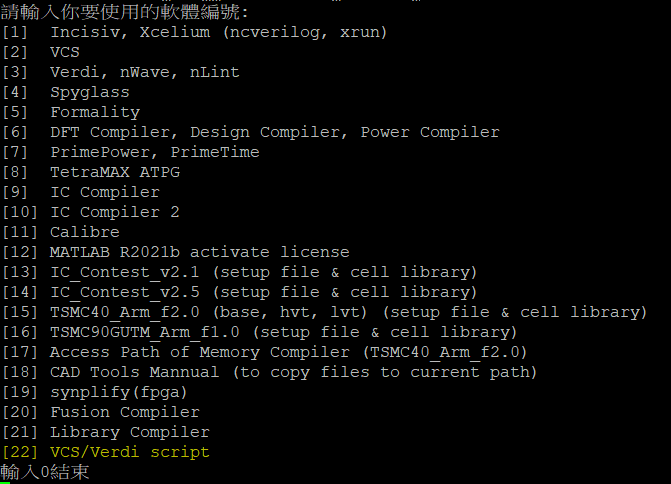 請輸入你要使用的軟體編號:
[1]  Incisiv, Xcelium (ncverilog, xrun)
[2]  VCS
[3]  Verdi, nWave, nLint
[4]  Spyglass
[5]  Formality
[6]  DFT Compiler, Design Compiler, Power Compiler
[7]  PrimePower, PrimeTime
[8]  TetraMAX ATPG
[9]  IC Compiler
[10] IC Compiler 2
[11] Calibre
[12] MATLAB R2021b activate license
[13] IC_Contest_v2.1 (setup file & cell library)
[14] IC_Contest_v2.5 (setup file & cell library)
[15] TSMC40_Arm_f2.0 (base, hvt, lvt) (setup file & cell library)
[16] TSMC90GUTM_Arm_f1.0 (setup file & cell library)
[17] Access Path of Memory Compiler (TSMC40_Arm_f2.0)
[18] CAD Tools Mannual (to copy files to current path)
[19] synplify(fpga)
[20] Fusion Compiler
[21] Library Compiler
[22] VCS/Verdi script
輸入0結束